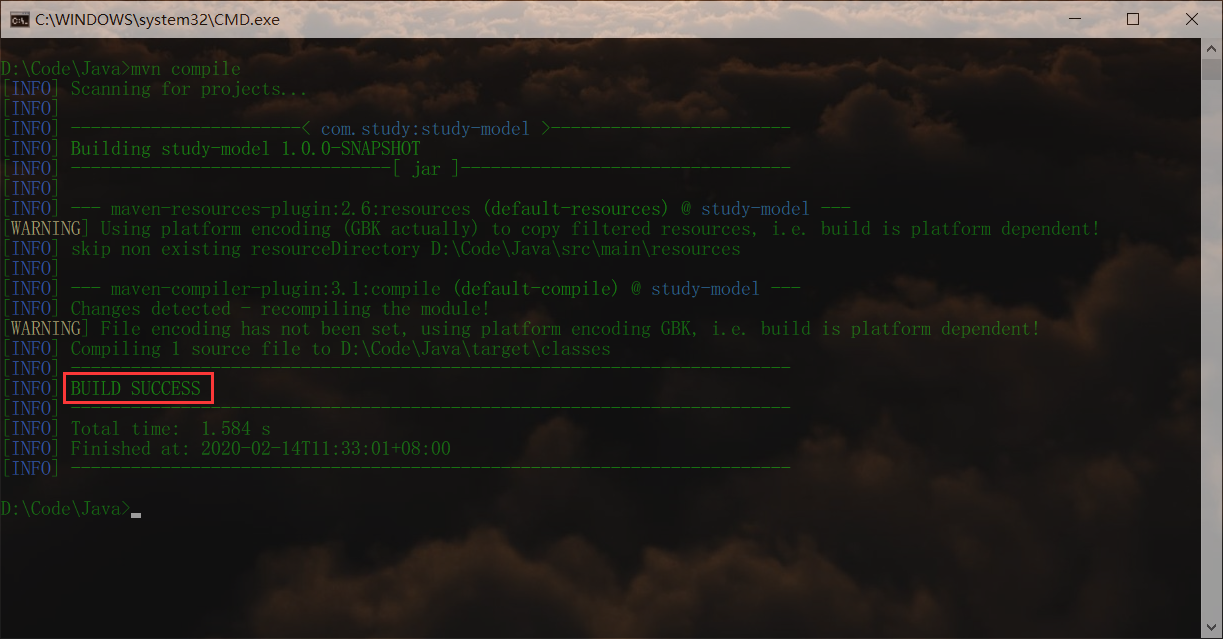 C:\WINDOWS\system32\CMD.exe
D:\Code\Java>mvn compile
[INFO] Scanning for projects...
[INFO]
[INFO] -----------------------< com.study:study-model >------------------------
[INFO] Building study-model 1.0.0-SNAPSHOT
[INFO] --------------------------------[ jar ]---------------------------------
[INFO]
[INFO] --- maven-resources-plugin:2.6:resources (default-resources) @ study-model ---
[WARNING] Using platform encoding (GBK actually) to copy filtered resources, i.e. build is platform dependent!
[INFO] skip non existing resourceDirectory D:\Code\Java\src\main\resources
[INFO]
[INFO] --- maven-compiler-plugin:3.1:compile (default-compile) @ study-model ---
[INFO] Changes detected - recompiling the module!
[WARNING] File encoding has not been set, using platform encoding GBK, i.e. build is platform dependent!
[INFO] Compiling 1 source file to D:\Code\Java\target\classes
[INFO] ------------------------------------------------------------------------
[INFO] BUILD SUCCESS
[INFO] ------------------------------------------------------------------------
[INFO] Total time:  1.584 s
[INFO] Finished at: 2020-02-14T11:33:01+08:00
[INFO] ------------------------------------------------------------------------
D:\Code\Java>